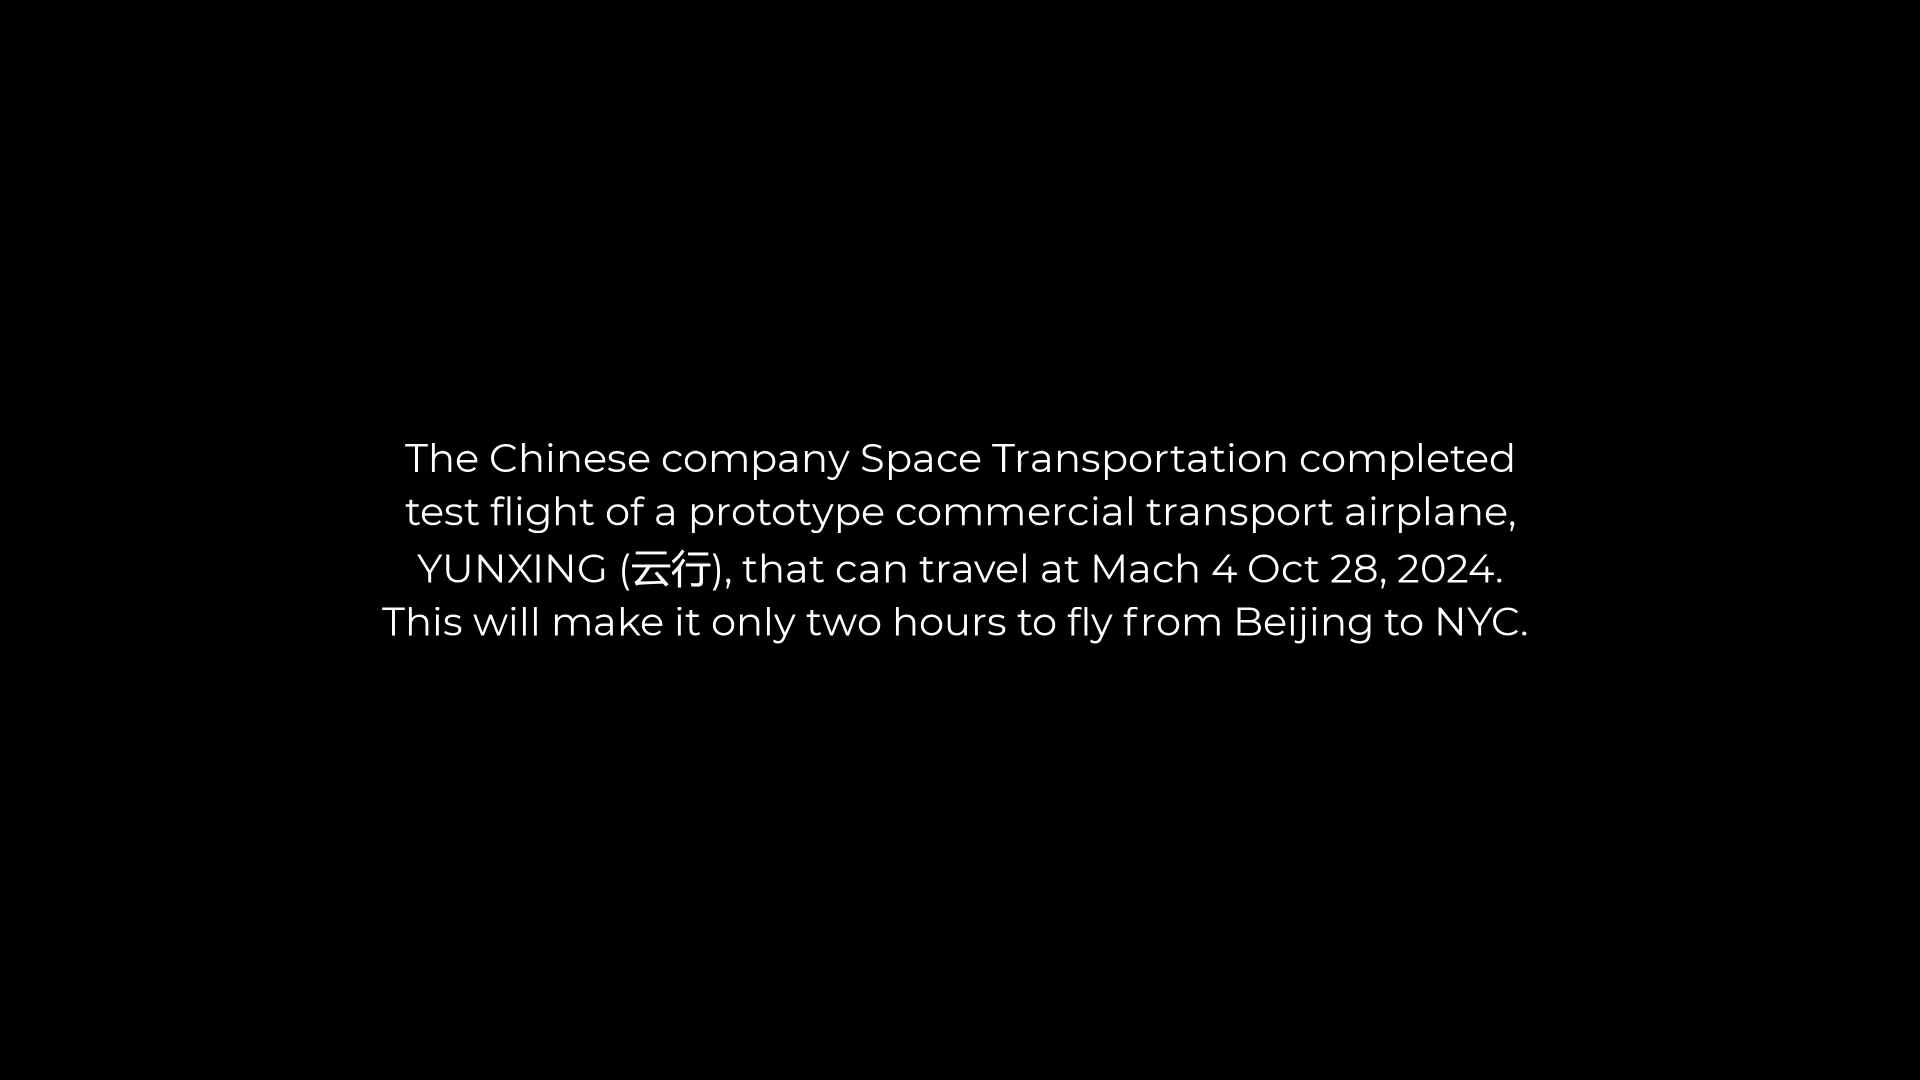 The Chinese company Space Transportation completed
test flight of a prototype commercial transport airplane,
YUNXING (云行), that can travel at Mach 4 Oct 28, 2024.
This will make it only two hours to fly from Beijing to NYC.